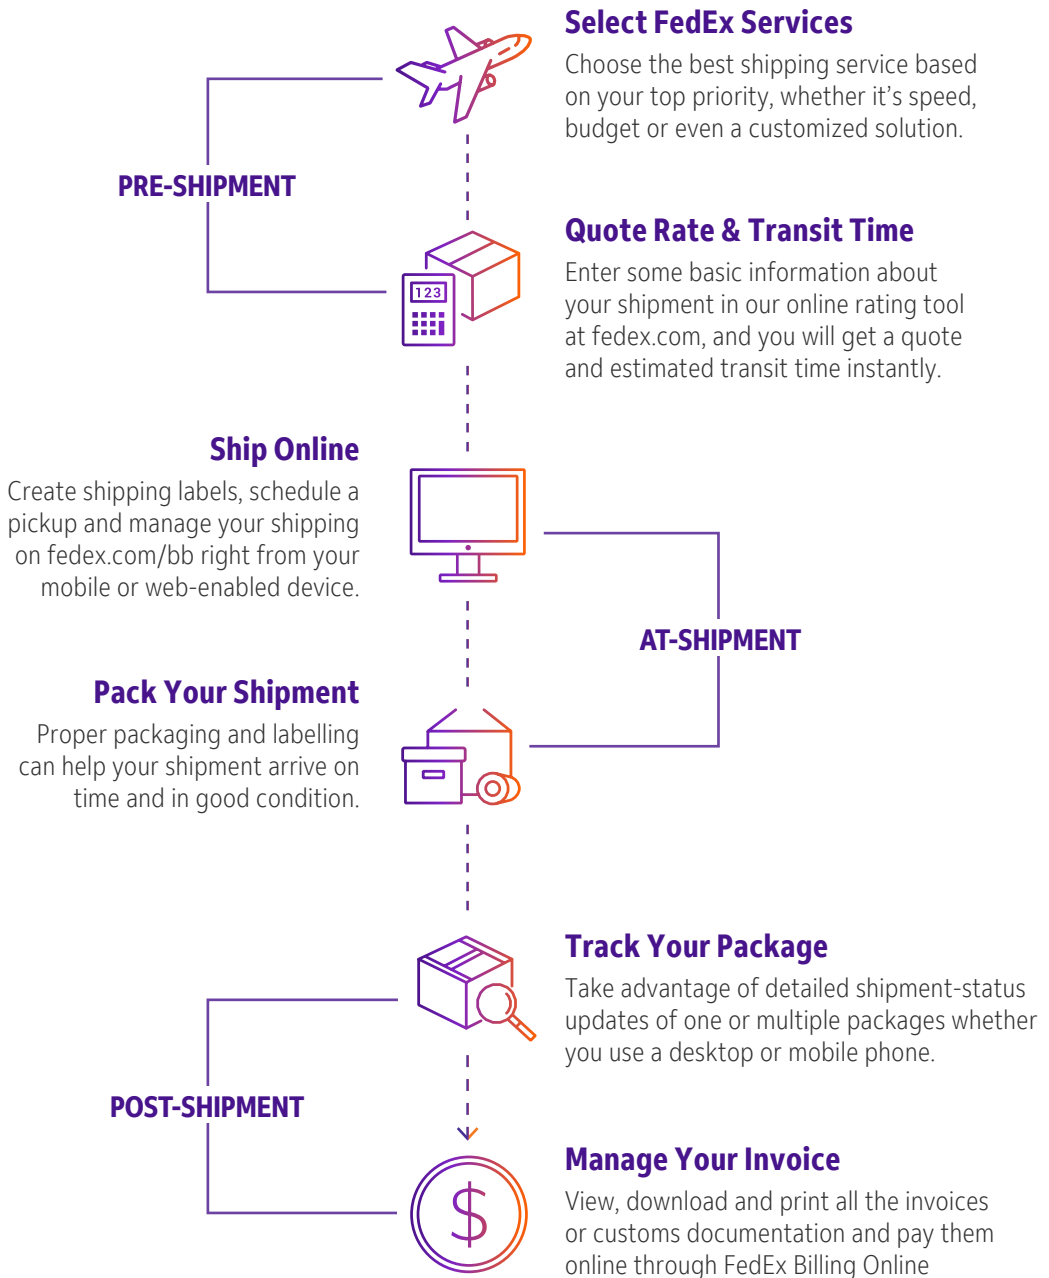 Select FedEx Services
Choose the best shipping service based
on your top priority, whether it’s speed,
budget or even a customized solution.
PRE-SHIPMENT
Quote Rate & Transit Time
Enter some basic information about
your shipment in our online rating tool
at fedex.com, and you will get a quote
and estimated transit time instantly.
123
Ship Online
Create shipping labels, schedule a
pickup and manage your shipping
on fedex.com/bb right from your
mobile or web-enabled device.
AT-SHIPMENT
Pack Your Shipment
Proper packaging and labelling
can help your shipment arrive on
time and in good condition.
Track Your Package
Take advantage of detailed shipment-status
updates of one or multiple packages whether
you use a desktop or mobile phone.
POST-SHIPMENT
Manage Your Invoice
View, download and print all the invoices
or customs documentation and pay them
online through FedEx Billing Online
$